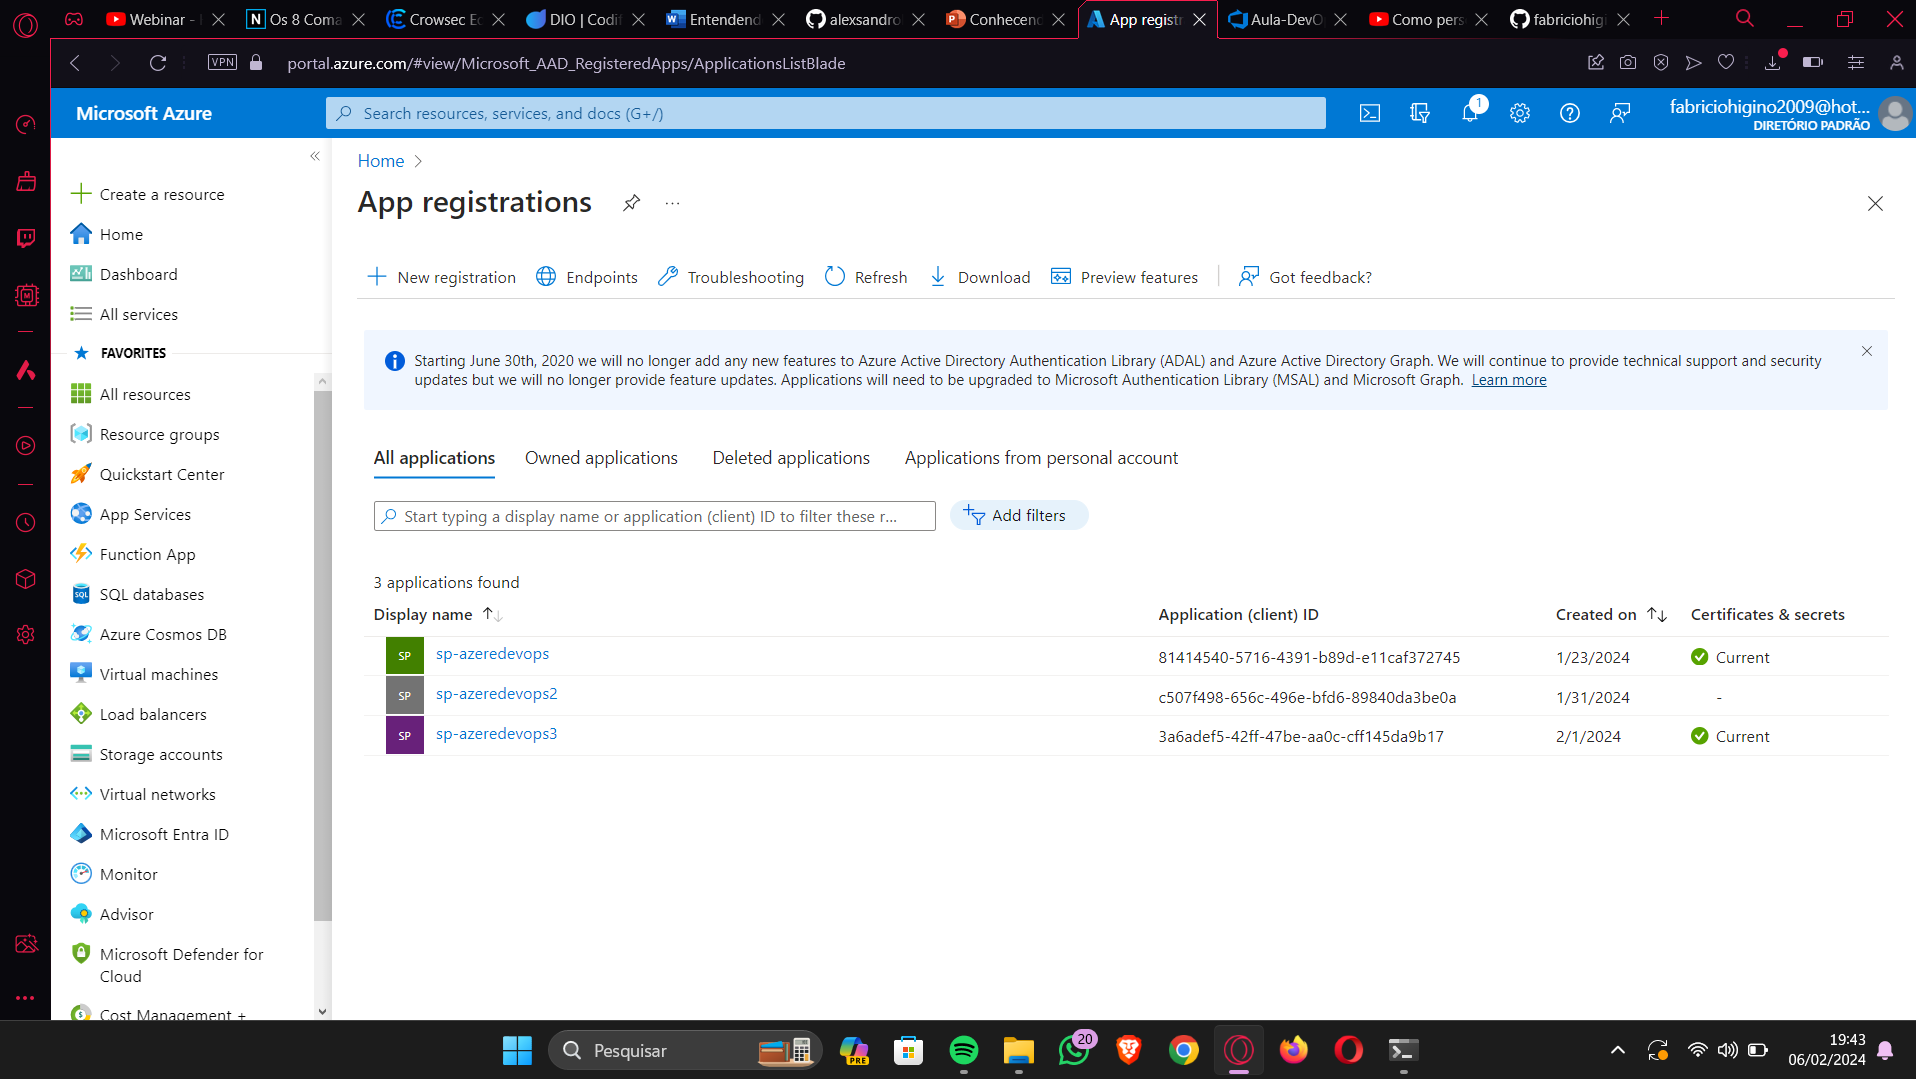 Webinar -
Os 8 Coma
Crowsec Ec
DIO | Codif
Entendend
alexsandrol
Conhecenc
App registr
Aula-DevO
Como pers
fabriciohigi
VPN
portal.azure.com/#view/Microsoft_AAD_RegisteredApps/ApplicationsListBlade
Microsoft Azure
Search resources, services, and docs (G+/)
1
fabriciohigino2009@hot...
DIRETÓRIO PADRÃO
Create a resource
Home
Dashboard
All services
FAVORITES
All resources
Resource groups
Quickstart Center
App Services
Function App
SQL databases
Azure Cosmos DB
Virtual machines
Load balancers
Storage accounts
Virtual networks
Microsoft Entra ID
Monitor
Advisor
Microsoft Defender for
Cloud
Cost Management +
Home
App registrations
...
New registration
Endpoints
Troubleshooting
Refresh
Download
Preview features
Got feedback?
Starting June 30th, 2020 we will no longer add any new features to Azure Active Directory Authentication Library (ADAL) and Azure Active Directory Graph. We will continue to provide technical support and security
updates but we will no longer provide feature updates. Applications will need to be upgraded to Microsoft Authentication Library (MSAL) and Microsoft Graph. Learn more
All applications
Owned applications
Deleted applications
Applications from personal account
Start typing a display name or application (client) ID to filter these r...
Add filters
3 applications found
Display name
Application (client) ID
Created on
Certificates & secrets
SP sp-azeredevops 81414540-5716-4391-b89d-e11caf372745 1/23/2024 Current
SP sp-azeredevops2 c507f498-656c-496e-bfd6-89840da3be0a 1/31/2024 -
SP sp-azeredevops3 3a6adef5-42ff-47be-aa0c-cff145da9b17 2/1/2024 Current
Pesquisar
PRE
20
19:43
06/02/2024